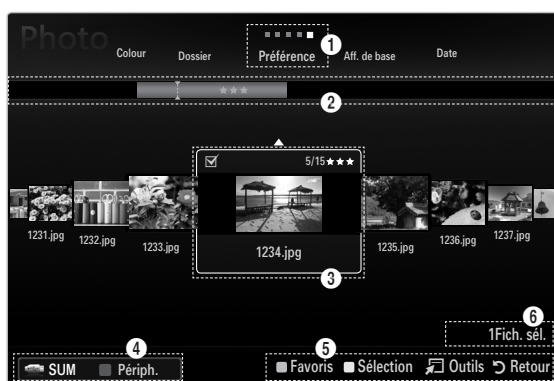 Photo
Colour Dossier Préférence Aff. de base Date
1
★★★
2
5/15★★★
1231.jpg 1232.jpg 1233.jpg 1234.jpg 1235.jpg 1236.jpg 1237.jpg
3
6
1Fich. sél.
4 5
SUM Périph. Favoris Sélection Outils Retour